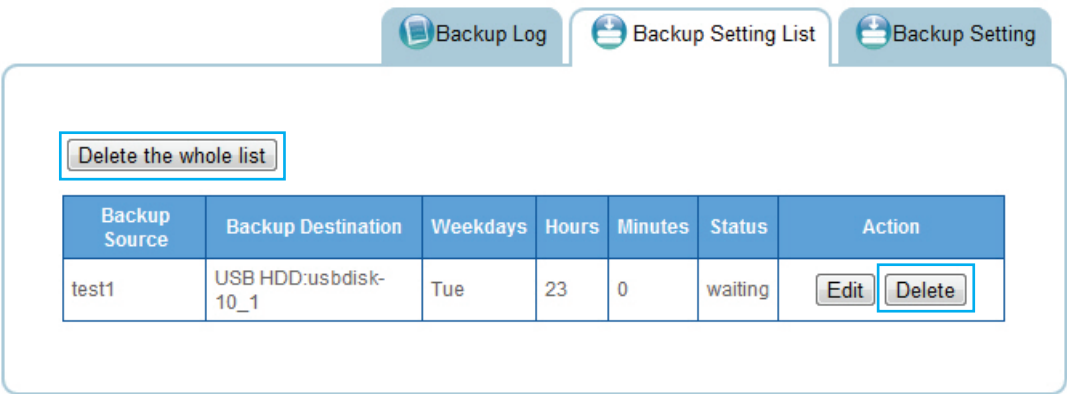 Backup Log Backup Setting List Backup Setting
Delete the whole list
Backup Source Backup Destination Weekdays Hours Minutes Status Action
test1 USB HDD:usbdisk-10_1 Tue 23 0 waiting Edit Delete